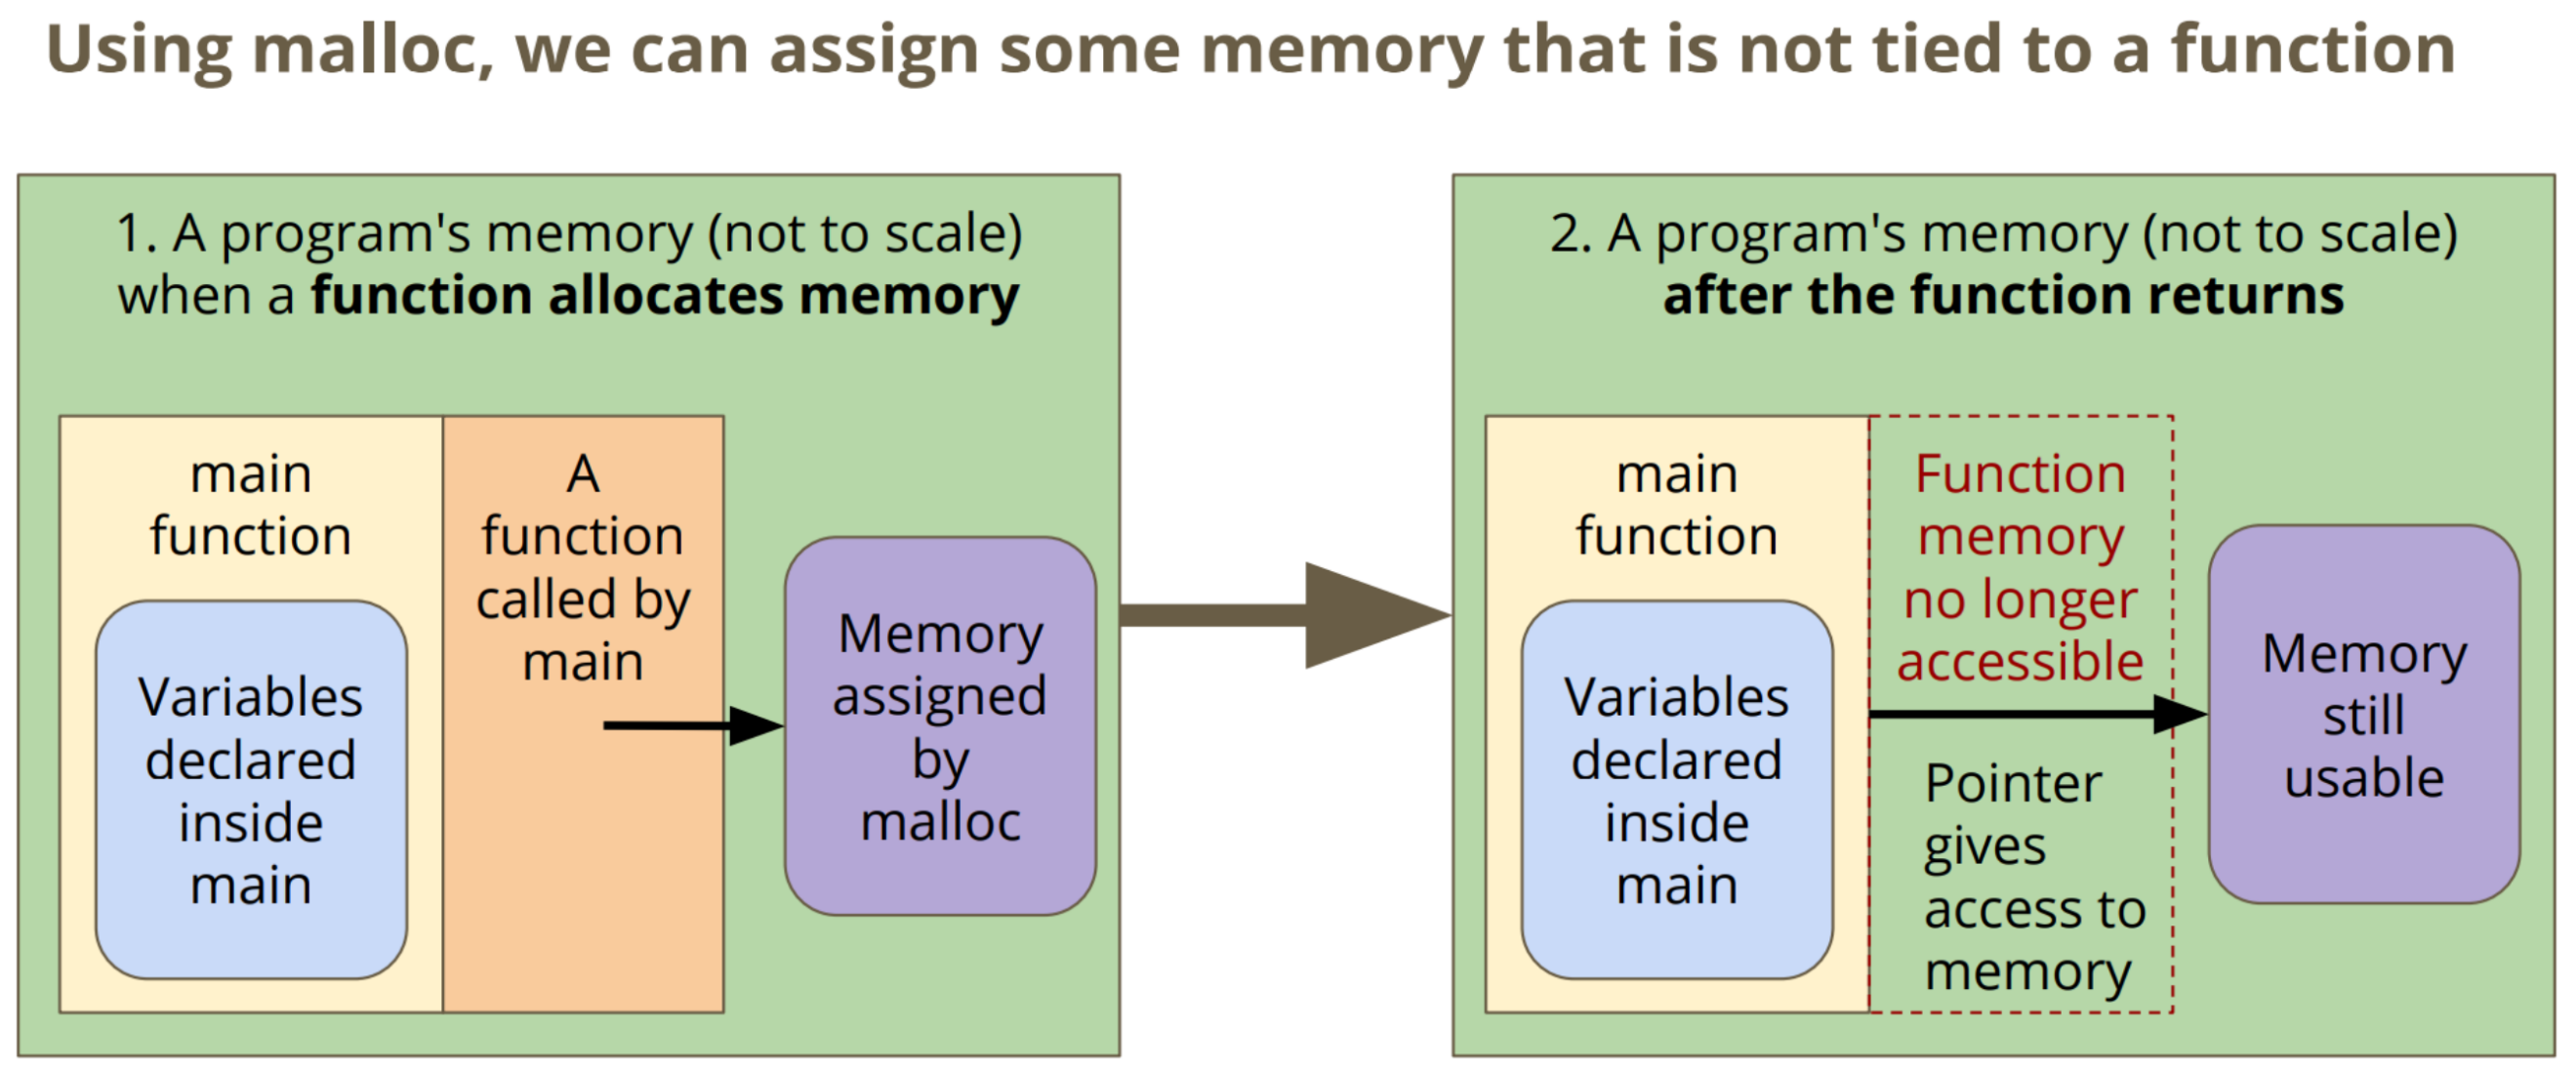 Using malloc, we can assign some memory that is not tied to a function
1. A program's memory (not to scale)
when a function allocates memory
main
function
Variables
declared
inside
main
A
function
called by
main
Memory
assigned
by
malloc
2. A program's memory (not to scale)
after the function returns
main
function
Variables
declared
inside
main
Function
memory
no longer
accessible
Pointer
gives
access to
memory
Memory
still
usable